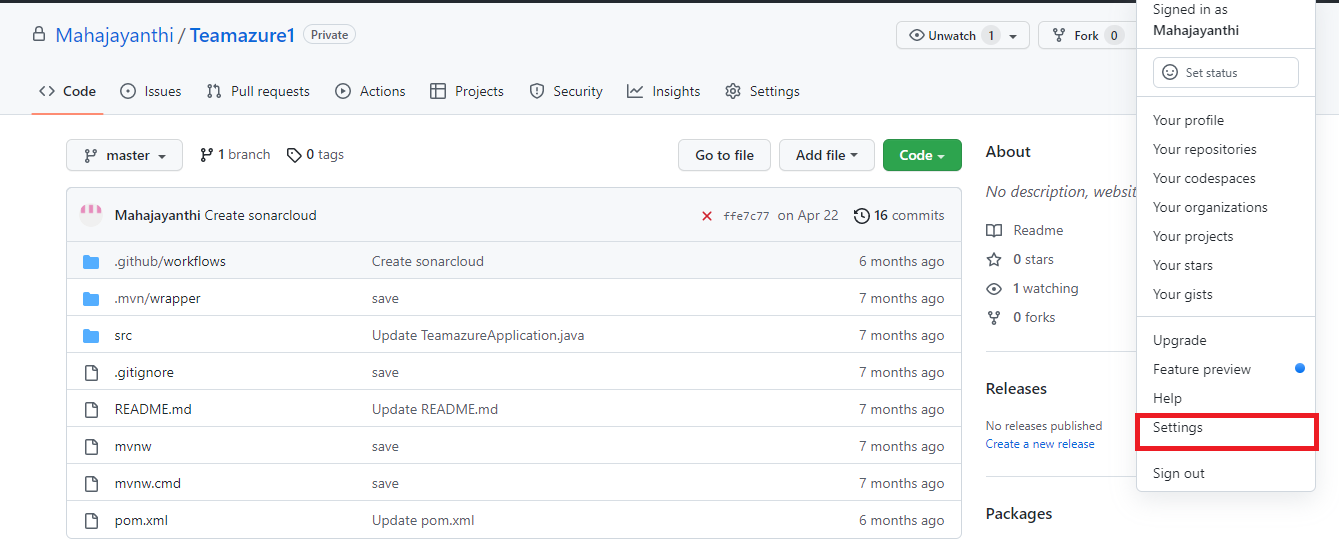 Mahajayanthi / Teamazure1 Private
Unwatch 1
Fork 0
Code Issues Pull requests Actions Projects Security Insights Settings
master 1 branch 0 tags
Go to file Add file Code
Mahajayanthi Create sonarcloud ffe7c77 on Apr 22 16 commits
.github/workflows Create sonarcloud 6 months ago
.mvn/wrapper save 7 months ago
src Update TeamazureApplication.java 7 months ago
.gitignore save 7 months ago
README.md Update README.md 7 months ago
mvnw save 7 months ago
mvnw.cmd save 7 months ago
pom.xml Update pom.xml 6 months ago
About
No description, websit
Readme
0 stars
1 watching
0 forks
Releases
No releases published
Create a new release
Packages
Signed in as
Mahajayanthi
Set status
Your profile
Your repositories
Your codespaces
Your organizations
Your projects
Your stars
Your gists
Upgrade
Feature preview
Help
Settings
Sign out